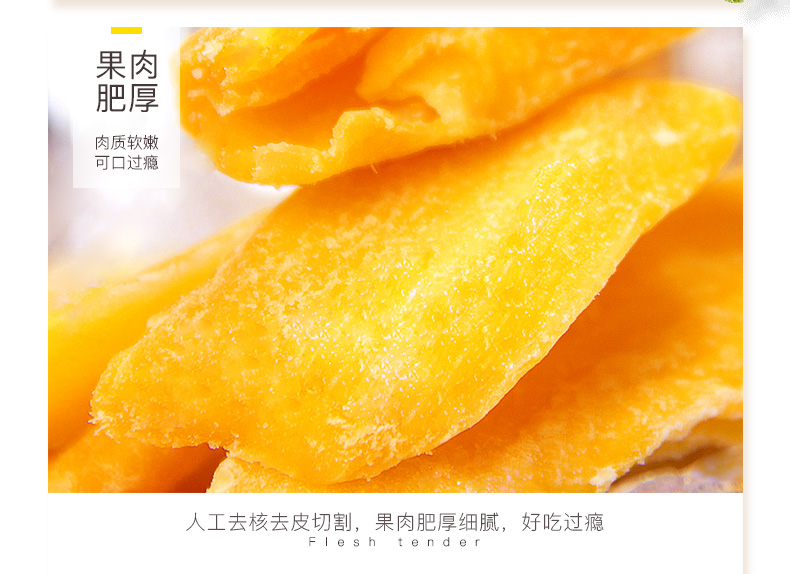 果肉
肥厚
肉质软嫩
可口过瘾
人工去核去皮切割，果肉肥厚细腻，好吃过瘾
Flesh tender